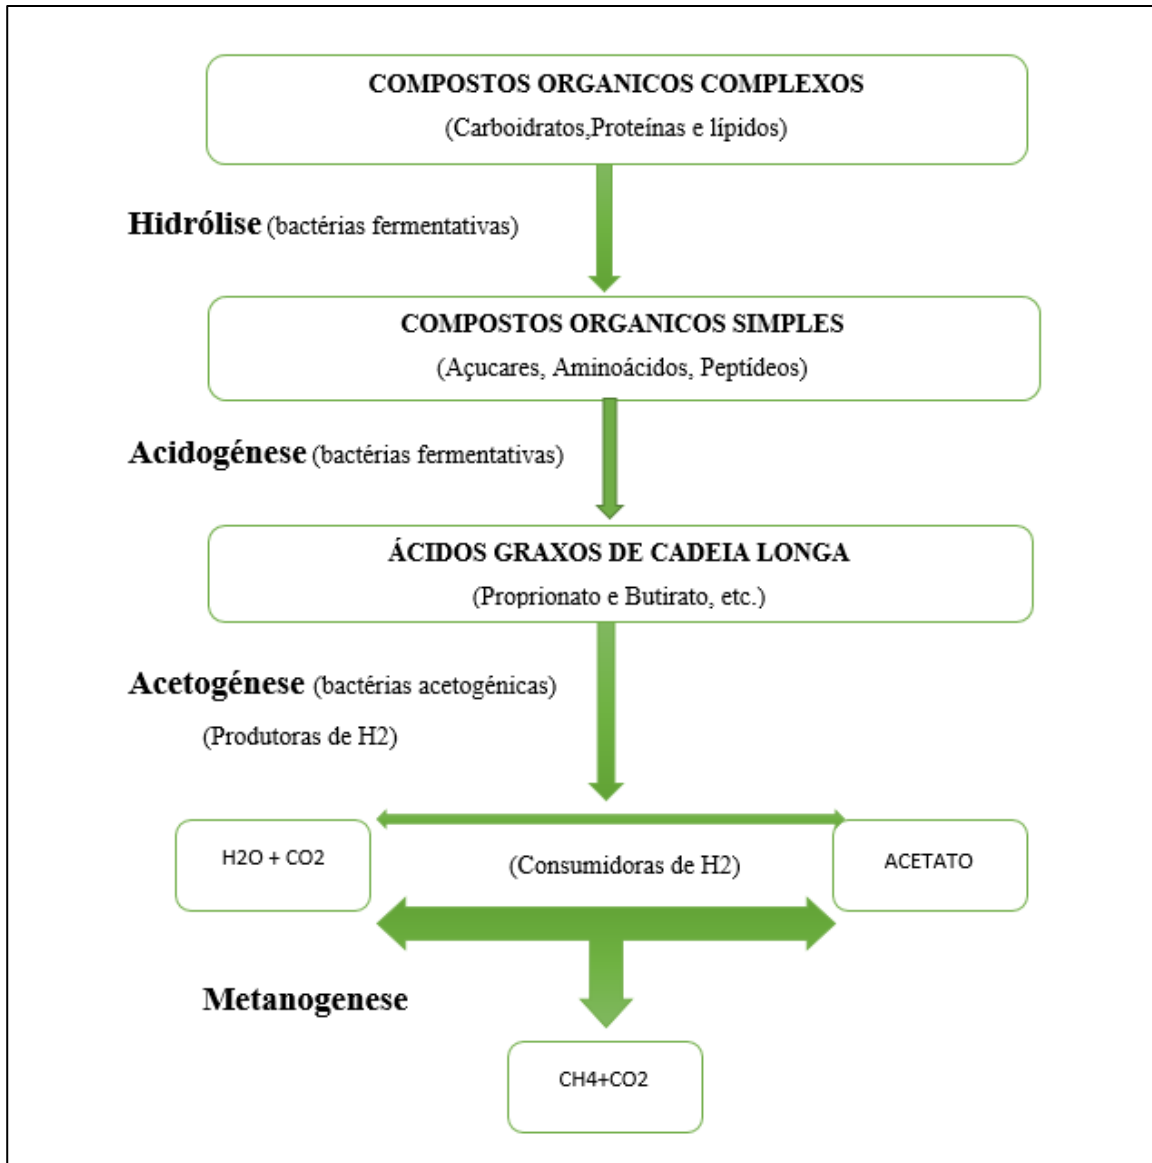 COMPOSTOS ORGANICOS COMPLEXOS
(Carboidratos,Proteínas e lípidos)
Hidrólise (bactérias fermentativas)
COMPOSTOS ORGANICOS SIMPLES
(Açucares, Aminoácidos, Peptídeos)
Acidogénese (bactérias fermentativas)
ÁCIDOS GRAXOS DE CADEIA LONGA
(Proprionato e Butirato, etc.)
Acetogénese (bactérias acetogénicas)
(Produtoras de H2)
H2O + CO2
(Consumidoras de H2)
ACETATO
Metanogenese
CH4+CO2